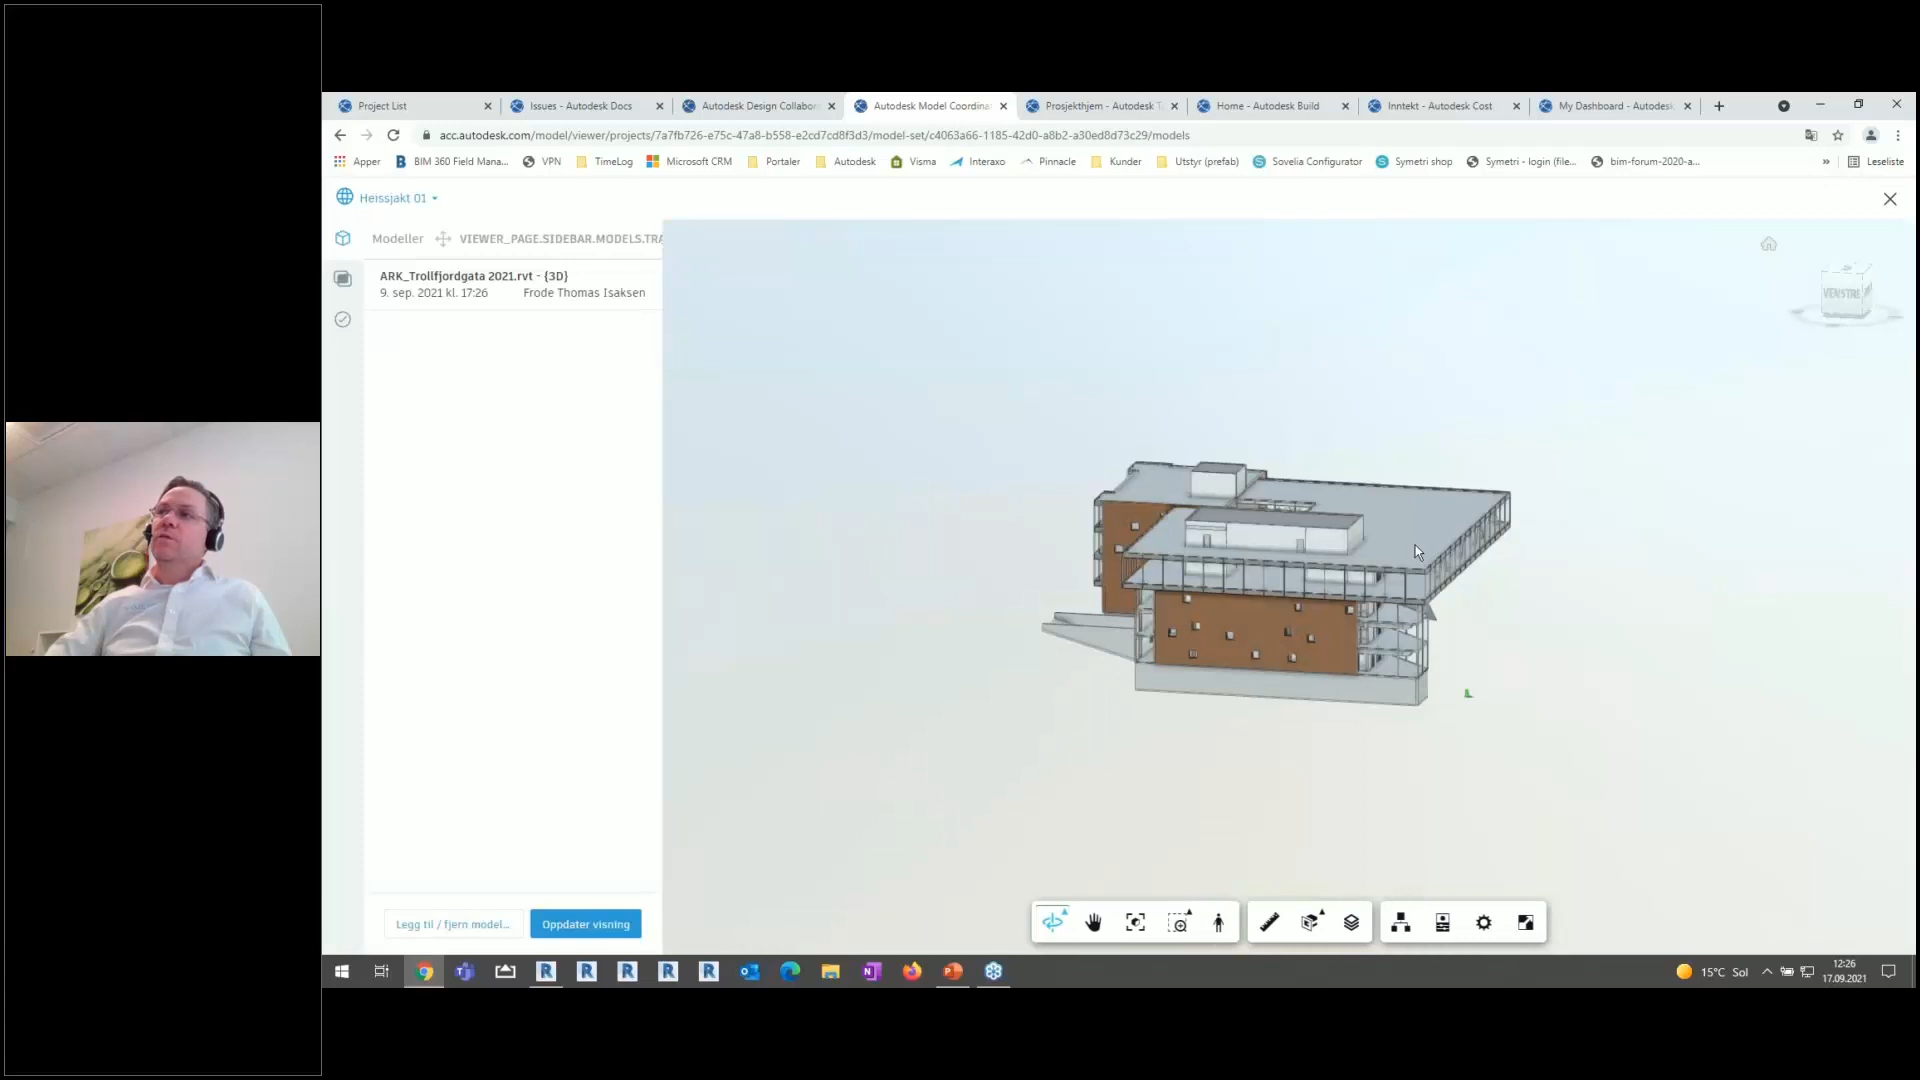 Project List
Issues - Autodesk Docs
Autodesk Design Collabor
Autodesk Model Coordina
Prosjekthjem - Autodesk T
Home - Autodesk Build
Inntekt - Autodesk Cost
My Dashboard - Autodesk
acc.autodesk.com/model/viewer/projects/7a7fb726-e75c-47a8-b558-e2cd7cd8f3d3/model-set/c4063a66-1185-42d0-a8b2-a30ed8d73c29/models
Apper
BIM 360 Field Mana...
VPN
TimeLog
Microsoft CRM
Portaler
Autodesk
Visma
Interaxo
Pinnacle
Kunder
Utstyr (prefab)
Sovelia Configurator
Symetri shop
Symetri - login (file...
bim-forum-2020-a...
»
Leseliste
Heissjakt 01
Modeller
VIEWER_PAGE.SIDEBAR.MODELS.TRA
ARK_Trollfjordgata 2021.rvt - {3D}
9. sep. 2021 kl. 17:26
Frode Thomas Isaksen
VENSTRE
Legg til / fjern model...
Oppdater visning
15°C Sol
12:26
17.09.2021